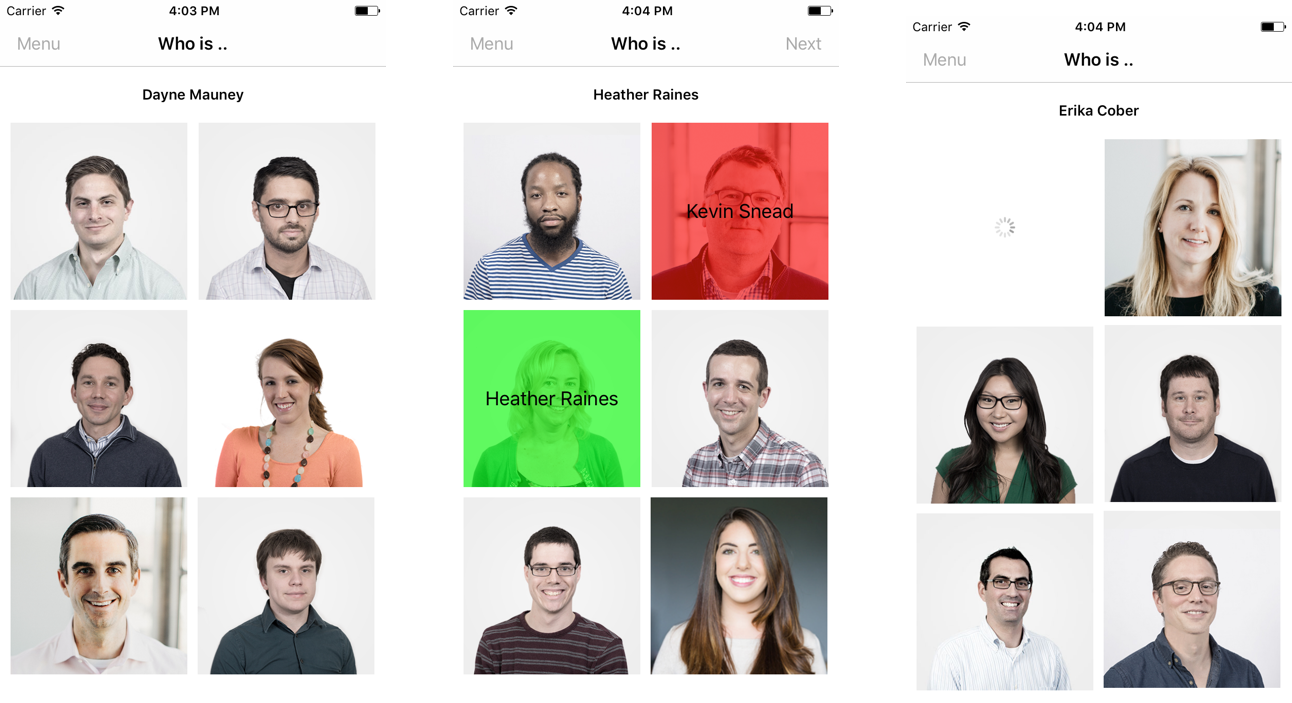 Carrier 4:03 PM
Menu Who is ..
Dayne Mauney
Carrier 4:04 PM
Menu Who is .. Next
Heather Raines
Kevin Snead
Heather Raines
Carrier 4:04 PM
Menu Who is ..
Erika Cober